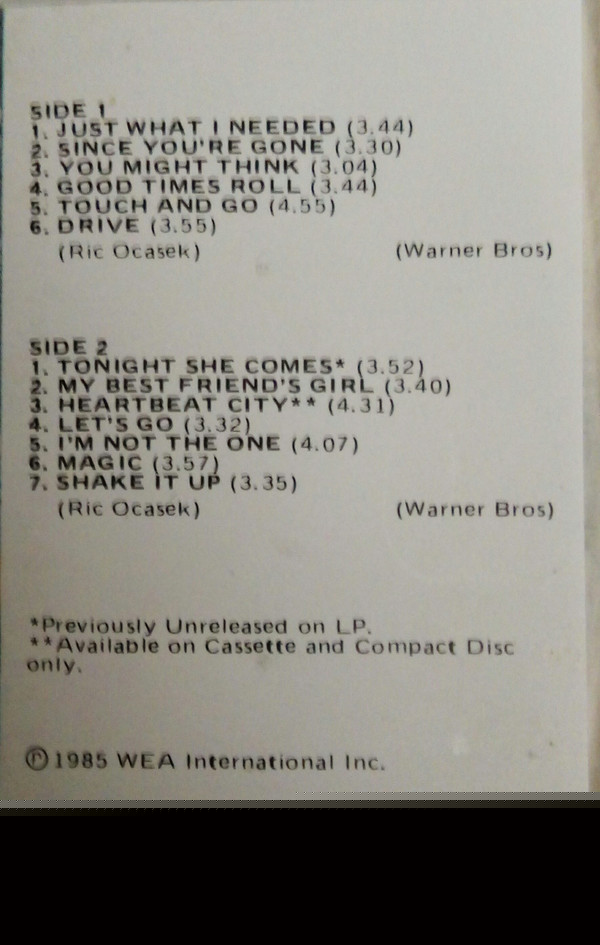 SIDE 1
1. JUST WHAT I NEEDED (3.44)
2. SINCE YOU'RE GONE (3.30)
3. YOU MIGHT THINK (3.04)
4. GOOD TIMES ROLL (3.44)
5. TOUCH AND GO (4.55)
6. DRIVE (3.55)
(Ric Ocasek) (Warner Bros)
SIDE 2
1. TONIGHT SHE COMES* (3.52)
2. MY BEST FRIEND'S GIRL (3.40)
3. HEARTBEAT CITY** (4.31)
4. LET'S GO (3.32)
5. I'M NOT THE ONE (4.07)
6. MAGIC (3.57)
7. SHAKE IT UP (3.35)
(Ric Ocasek) (Warner Bros)
*Previously Unreleased on LP.
**Available on Cassette and Compact Disc
only.
℗ 1985 WEA International Inc.